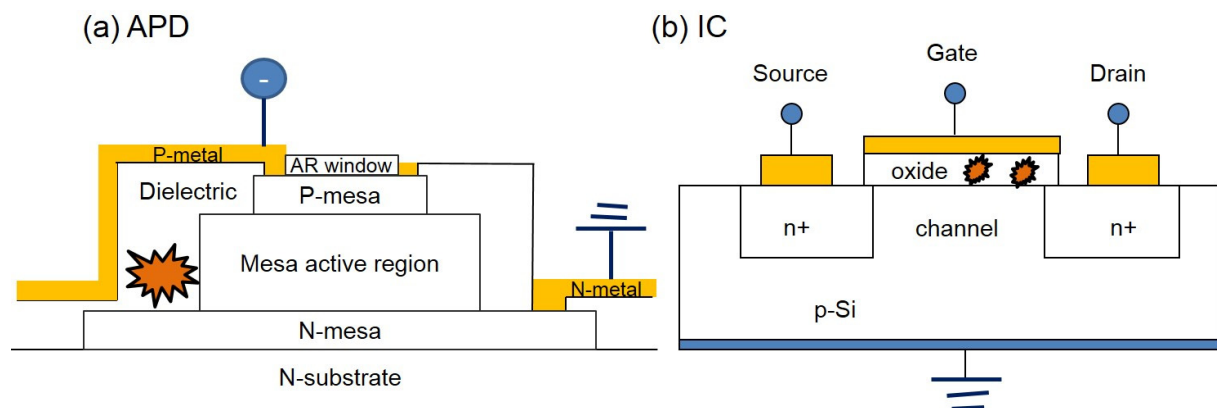 (a) APD
-
P-metal
AR window
Dielectric
P-mesa
Mesa active region
N-metal
N-mesa
N-substrate
(b) IC
Gate
Source
Drain
oxide
n+
channel
n+
p-Si